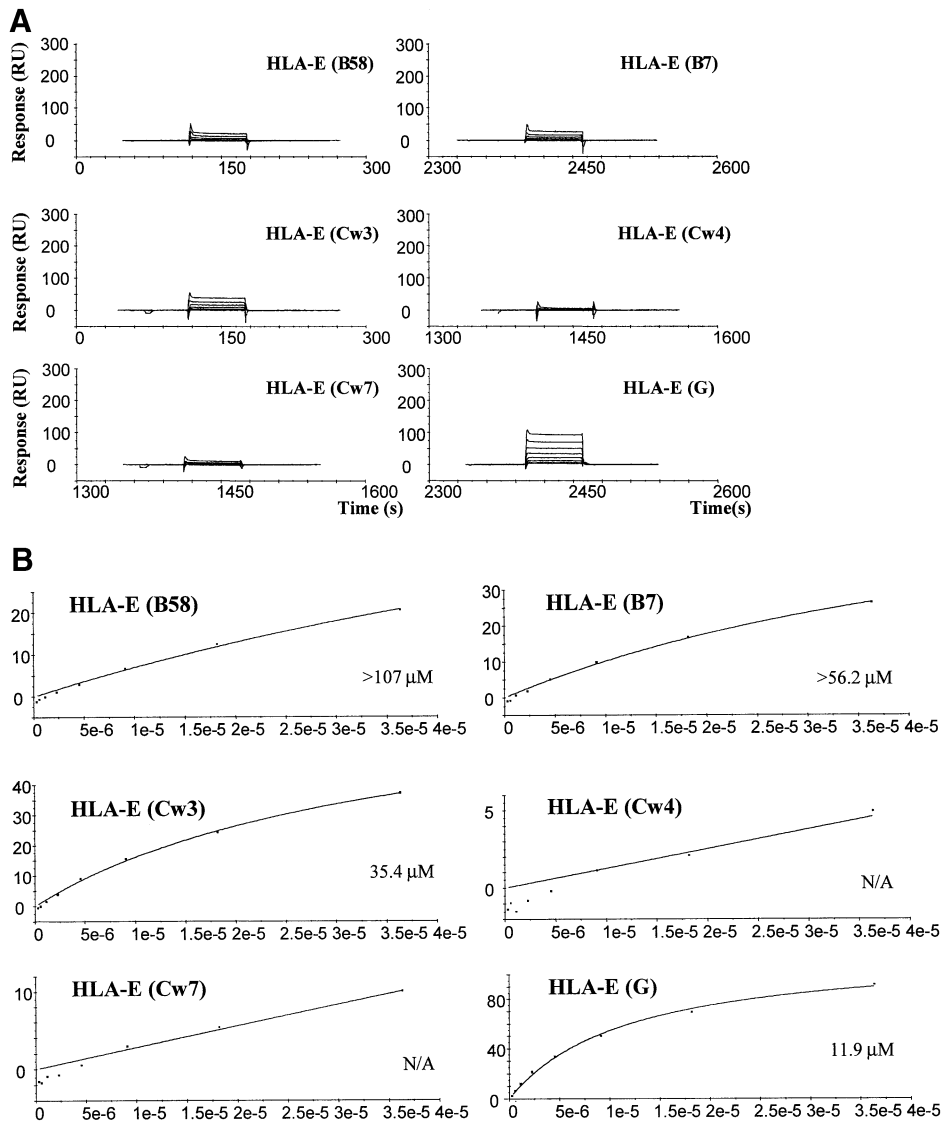 A
Response (RU)
300
200
100
0
HLA-E (B58)
0 150 300
300
200
100
0
HLA-E (B7)
2300 2450 2600
Response (RU)
300
200
100
0
HLA-E (Cw3)
0 150 300
300
200
100
0
HLA-E (Cw4)
1300 1450 1600
Response (RU)
300
200
100
0
HLA-E (Cw7)
1300 1450 1600
Time (s)
300
200
100
0
HLA-E (G)
2300 2450 2600
Time(s)
B
HLA-E (B58)
20
10
0
>107 µM
0 5e-6 1e-5 1.5e-5 2e-5 2.5e-5 3e-5 3.5e-5 4e-5
HLA-E (B7)
30
20
10
0
>56.2 µM
0 5e-6 1e-5 1.5e-5 2e-5 2.5e-5 3e-5 3.5e-5 4e-5
HLA-E (Cw3)
40
30
20
10
0
35.4 µM
0 5e-6 1e-5 1.5e-5 2e-5 2.5e-5 3e-5 3.5e-5 4e-5
HLA-E (Cw4)
5
0
N/A
0 5e-6 1e-5 1.5e-5 2e-5 2.5e-5 3e-5 3.5e-5 4e-5
HLA-E (Cw7)
10
0
N/A
0 5e-6 1e-5 1.5e-5 2e-5 2.5e-5 3e-5 3.5e-5 4e-5
HLA-E (G)
80
40
0
11.9 µM
0 5e-6 1e-5 1.5e-5 2e-5 2.5e-5 3e-5 3.5e-5 4e-5